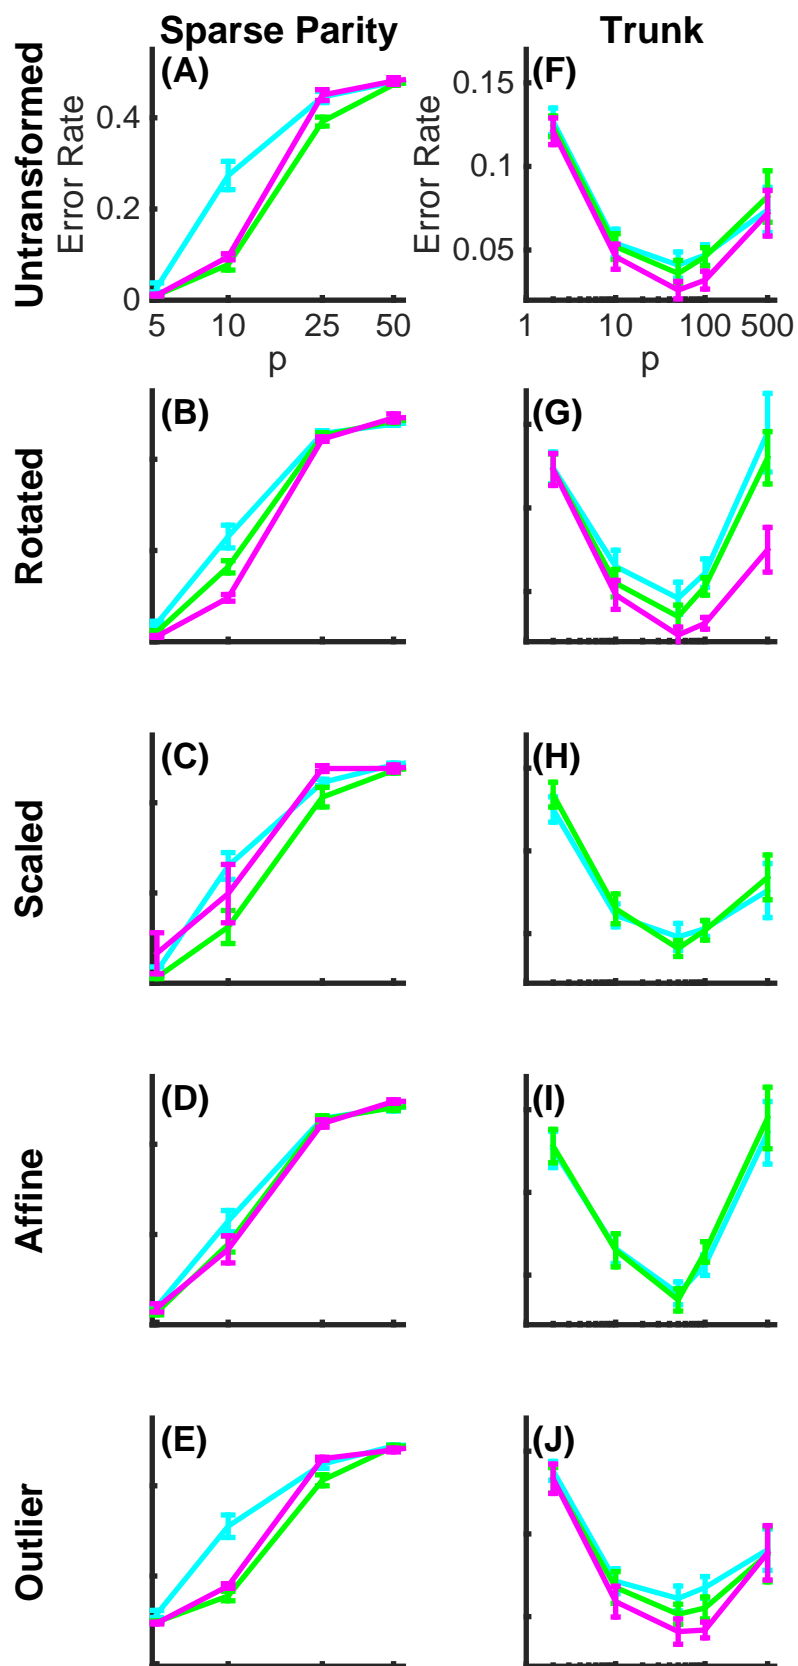 Sparse Parity
Trunk
Untransformed
Error Rate
(A)
0.4
0.2
0
5 10 25 50
p
Error Rate
(F)
0.15
0.1
0.05
1 10 100 500
p
Rotated
(B)
(G)
Scaled
(C)
(H)
Affine
(D)
(I)
Outlier
(E)
(J)